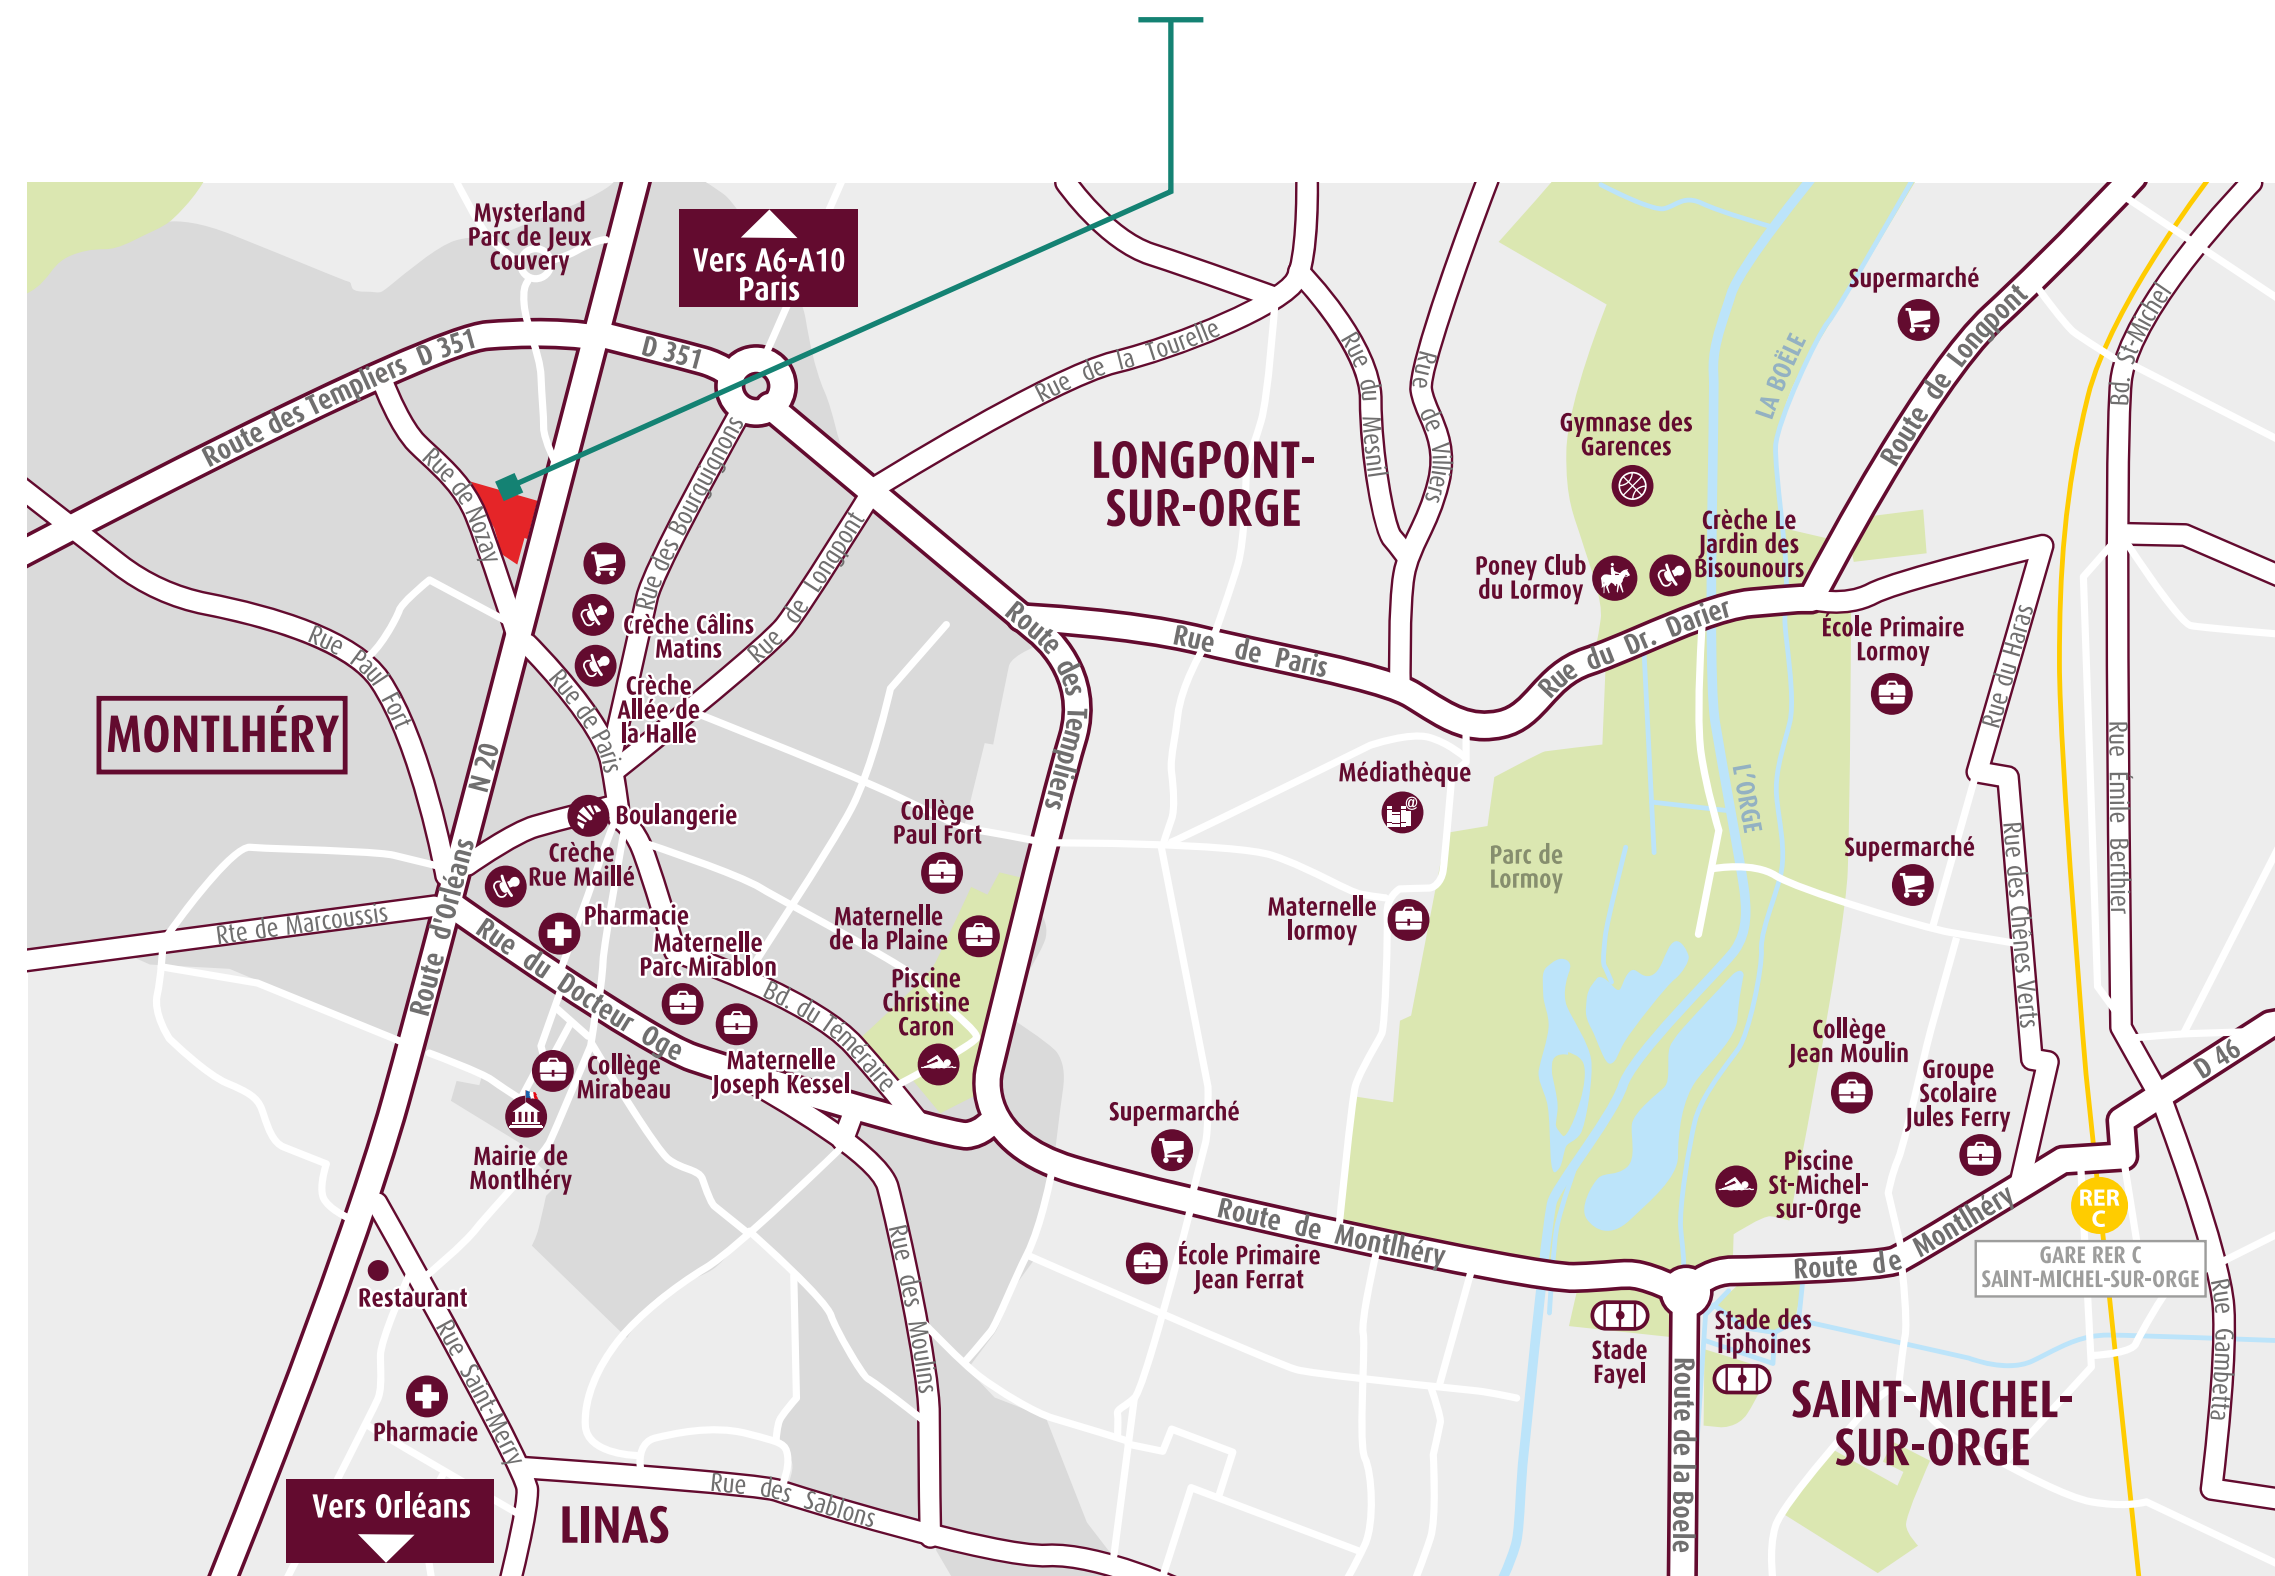 Mysterland
Parc de Jeux
Couvery
Vers A6-A10
Paris
Route des Templiers D 351
D 351
Rue de Nozay
Rue des Bourguignons
Rue de la Tourelle
Rue de Longpont
LONGPONT-
SUR-ORGE
Rue du Mesnil
Rue de Villiers
Gymnase des
Garences
Poney Club
du Lormoy
Crèche Le
Jardin des
Bisounours
LA BOËLE
Supermarché
Route de Longpont
Bd. St-Michel
Rue Paul Fort
MONTLHÉRY
N 20
Crèche Câlins
Matins
Crèche
Allée de
la Halle
Rue de Paris
Route des Templiers
Rue de Paris
Rue du Dr. Darier
École Primaire
Lormoy
Rue du Haras
Rue Émile Berthier
L'ORGE
Médiathèque
Boulangerie
Crèche
Rue Maillé
Collège
Paul Fort
Parc de
Lormoy
Supermarché
Rue des Chênes Verts
Route d'Orléans
Rte de Marcoussis
Pharmacie
Maternelle
Parc-Mirablon
Maternelle
de la Plaine
Maternelle
lormoy
Rue du Docteur Oge
Bd. du Téméraire
Piscine
Christine
Caron
Collège
Mirabeau
Maternelle
Joseph Kessel
Mairie de
Montlhéry
Supermarché
Collège
Jean Moulin
Groupe
Scolaire
Jules Ferry
D 46
Piscine
St-Michel-
sur-Orge
RER
C
GARE RER C
SAINT-MICHEL-SUR-ORGE
Route de Montlhéry
Route de Montlhéry
École Primaire
Jean Ferrat
Rue des Moulins
Restaurant
Rue Saint-Merry
Pharmacie
Stade
Fayel
Stade des
Tiphoines
Route de la Boele
SAINT-MICHEL-
SUR-ORGE
Rue Gambetta
Vers Orléans
LINAS
Rue des Sablons
@